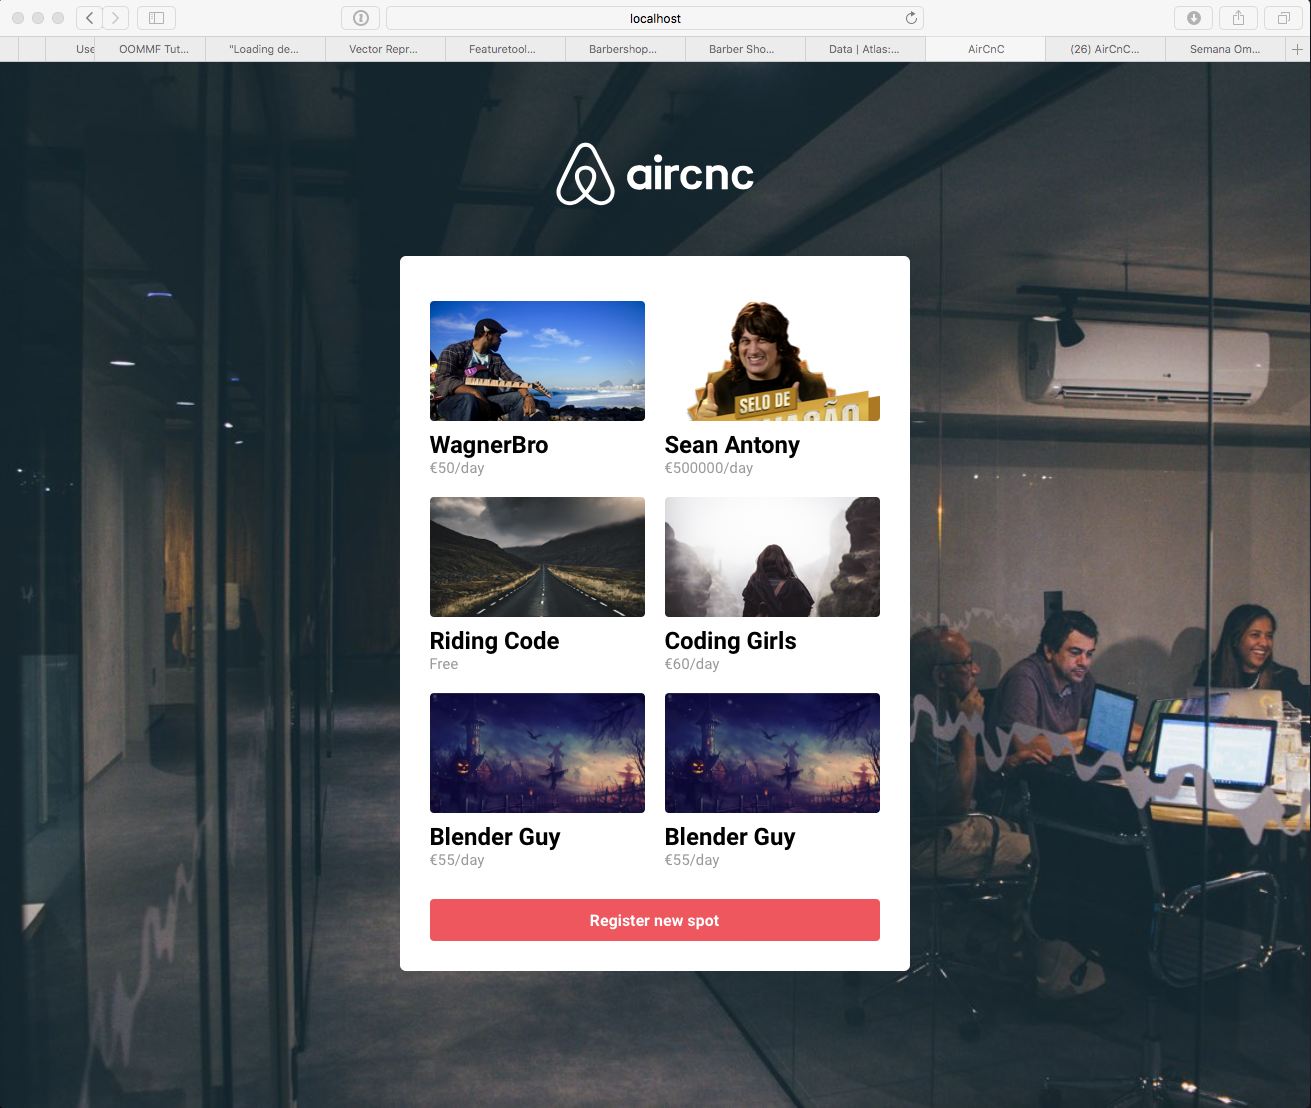 localhost
Use
OOMMF Tut...
"Loading de...
Vector Repr...
Featuretool...
Barbershop...
Barber Sho...
Data | Atlas:...
AirCnC
(26) AirCnC...
Semana Om...
aircnc
SELO DE
WagnerBro
€50/day
Sean Antony
€500000/day
Riding Code
Free
Coding Girls
€60/day
Blender Guy
€55/day
Blender Guy
€55/day
Register new spot